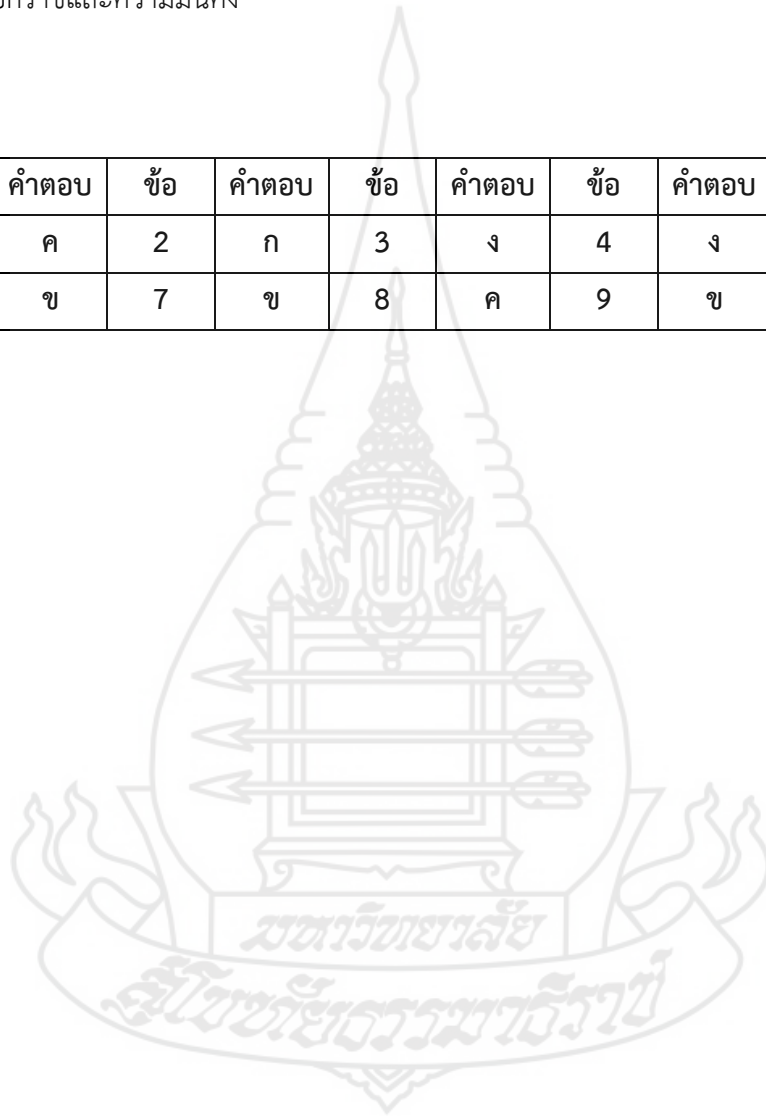 คำตอบ ข้อ คำตอบ ข้อ คำตอบ ข้อ คำตอบ
ค 2 ก 3 ง 4 ง
ข 7 ข 8 ค 9 ข
มหาวิทยาลัย
สุโขทัยธรรมาธิราช